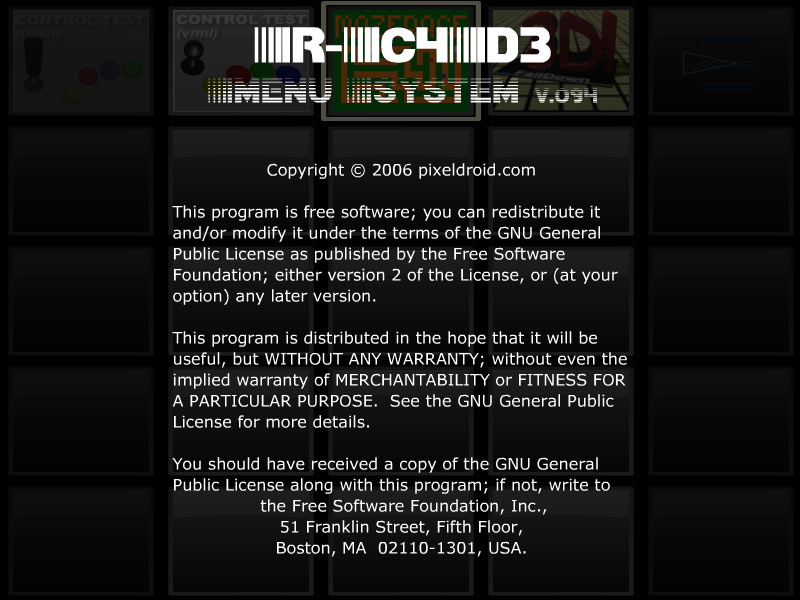 CONTROL TEST
(flash)
CONTROL TEST
(vrml)
MAZERACE
3D!
FallDown
R-C4D3
MENU SYSTEM v.094
Copyright © 2006 pixeldroid.com
This program is free software; you can redistribute it
and/or modify it under the terms of the GNU General
Public License as published by the Free Software
Foundation; either version 2 of the License, or (at your
option) any later version.
This program is distributed in the hope that it will be
useful, but WITHOUT ANY WARRANTY; without even the
implied warranty of MERCHANTABILITY or FITNESS FOR
A PARTICULAR PURPOSE.  See the GNU General Public
License for more details.
You should have received a copy of the GNU General
Public License along with this program; if not, write to
the Free Software Foundation, Inc.,
51 Franklin Street, Fifth Floor,
Boston, MA  02110-1301, USA.